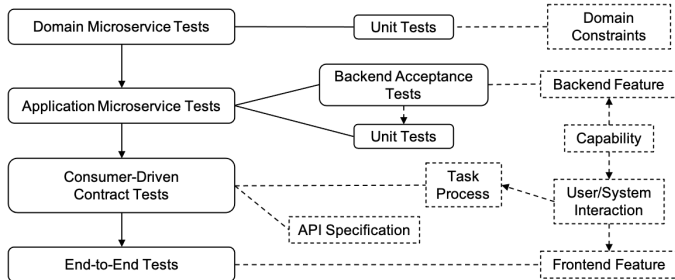 Domain Microservice Tests
Unit Tests
Domain
Constraints
Backend Acceptance
Tests
Backend Feature
Application Microservice Tests
Unit Tests
Capability
Consumer-Driven
Contract Tests
Task
Process
User/System
Interaction
API Specification
End-to-End Tests
Frontend Feature